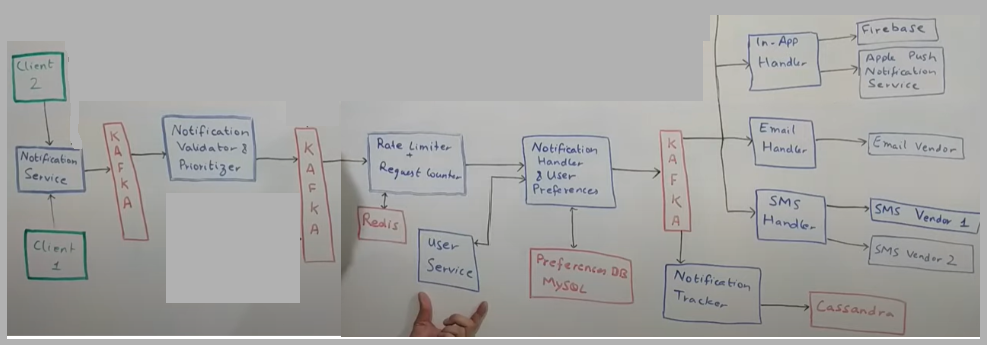 Client
2
Notification
Service
Client
1
KAFKA
Notification
Validator &
Prioritizer
KAFKA
Rate Limiter
+
Request Counter
Redis
User
Service
Notification
Handler
& User
Preferences
Preferences DB
MySQL
KAFKA
Notification
Tracker
Cassandra
In-App
Handler
Firebase
Apple Push
Notification
Service
Email
Handler
Email Vendor
SMS
Handler
SMS Vendor 1
SMS Vendor 2